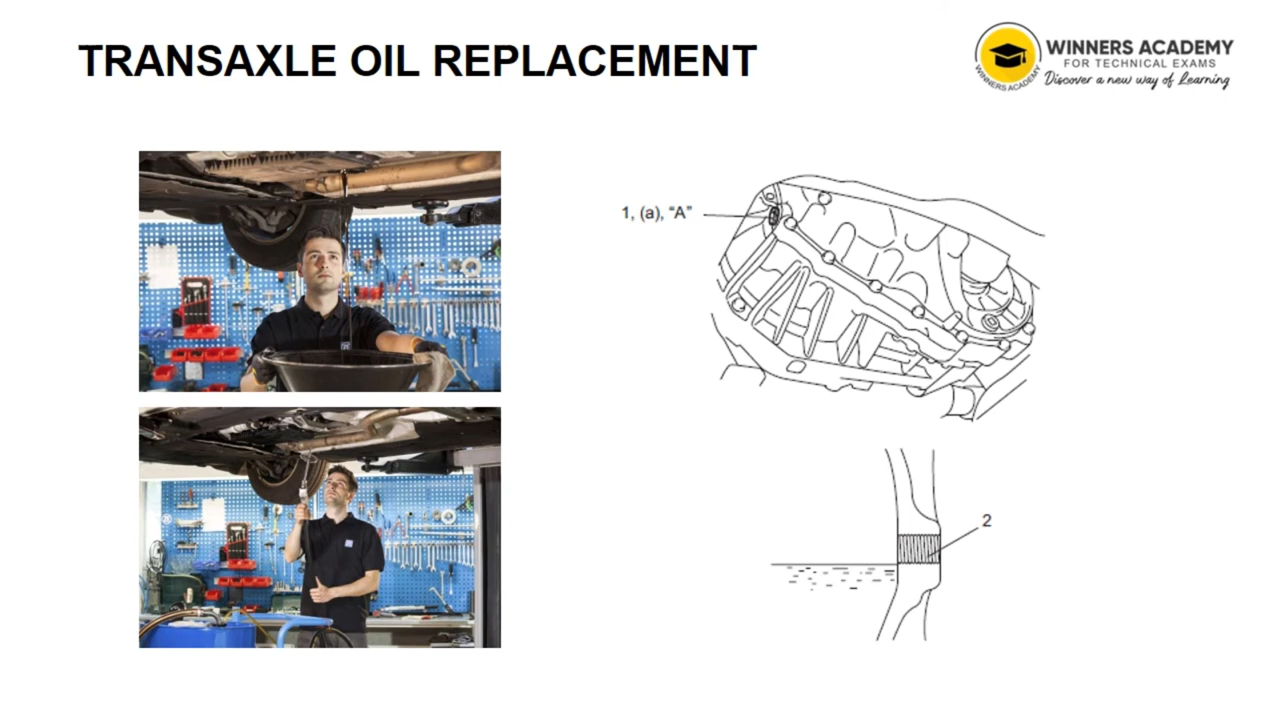 TRANSAXLE OIL REPLACEMENT
WINNERS ACADEMY
FOR TECHNICAL EXAMS
Discover a new way of Learning
WINNERS ACADEMY
1, (a), “A”
2